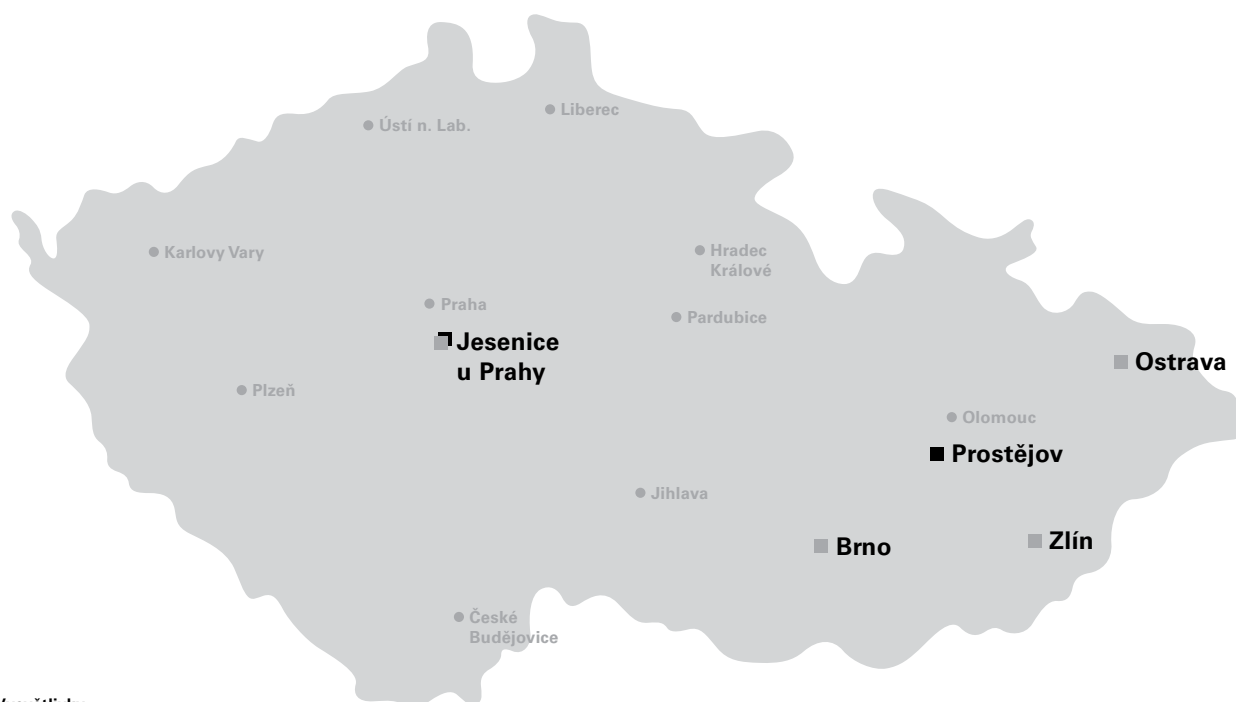 Liberec
Ústí n. Lab.
Karlovy Vary
Hradec
Králové
Praha
Pardubice
Jesenice
u Prahy
Ostrava
Plzeň
Olomouc
Prostějov
Jihlava
Brno
Zlín
České
Budějovice